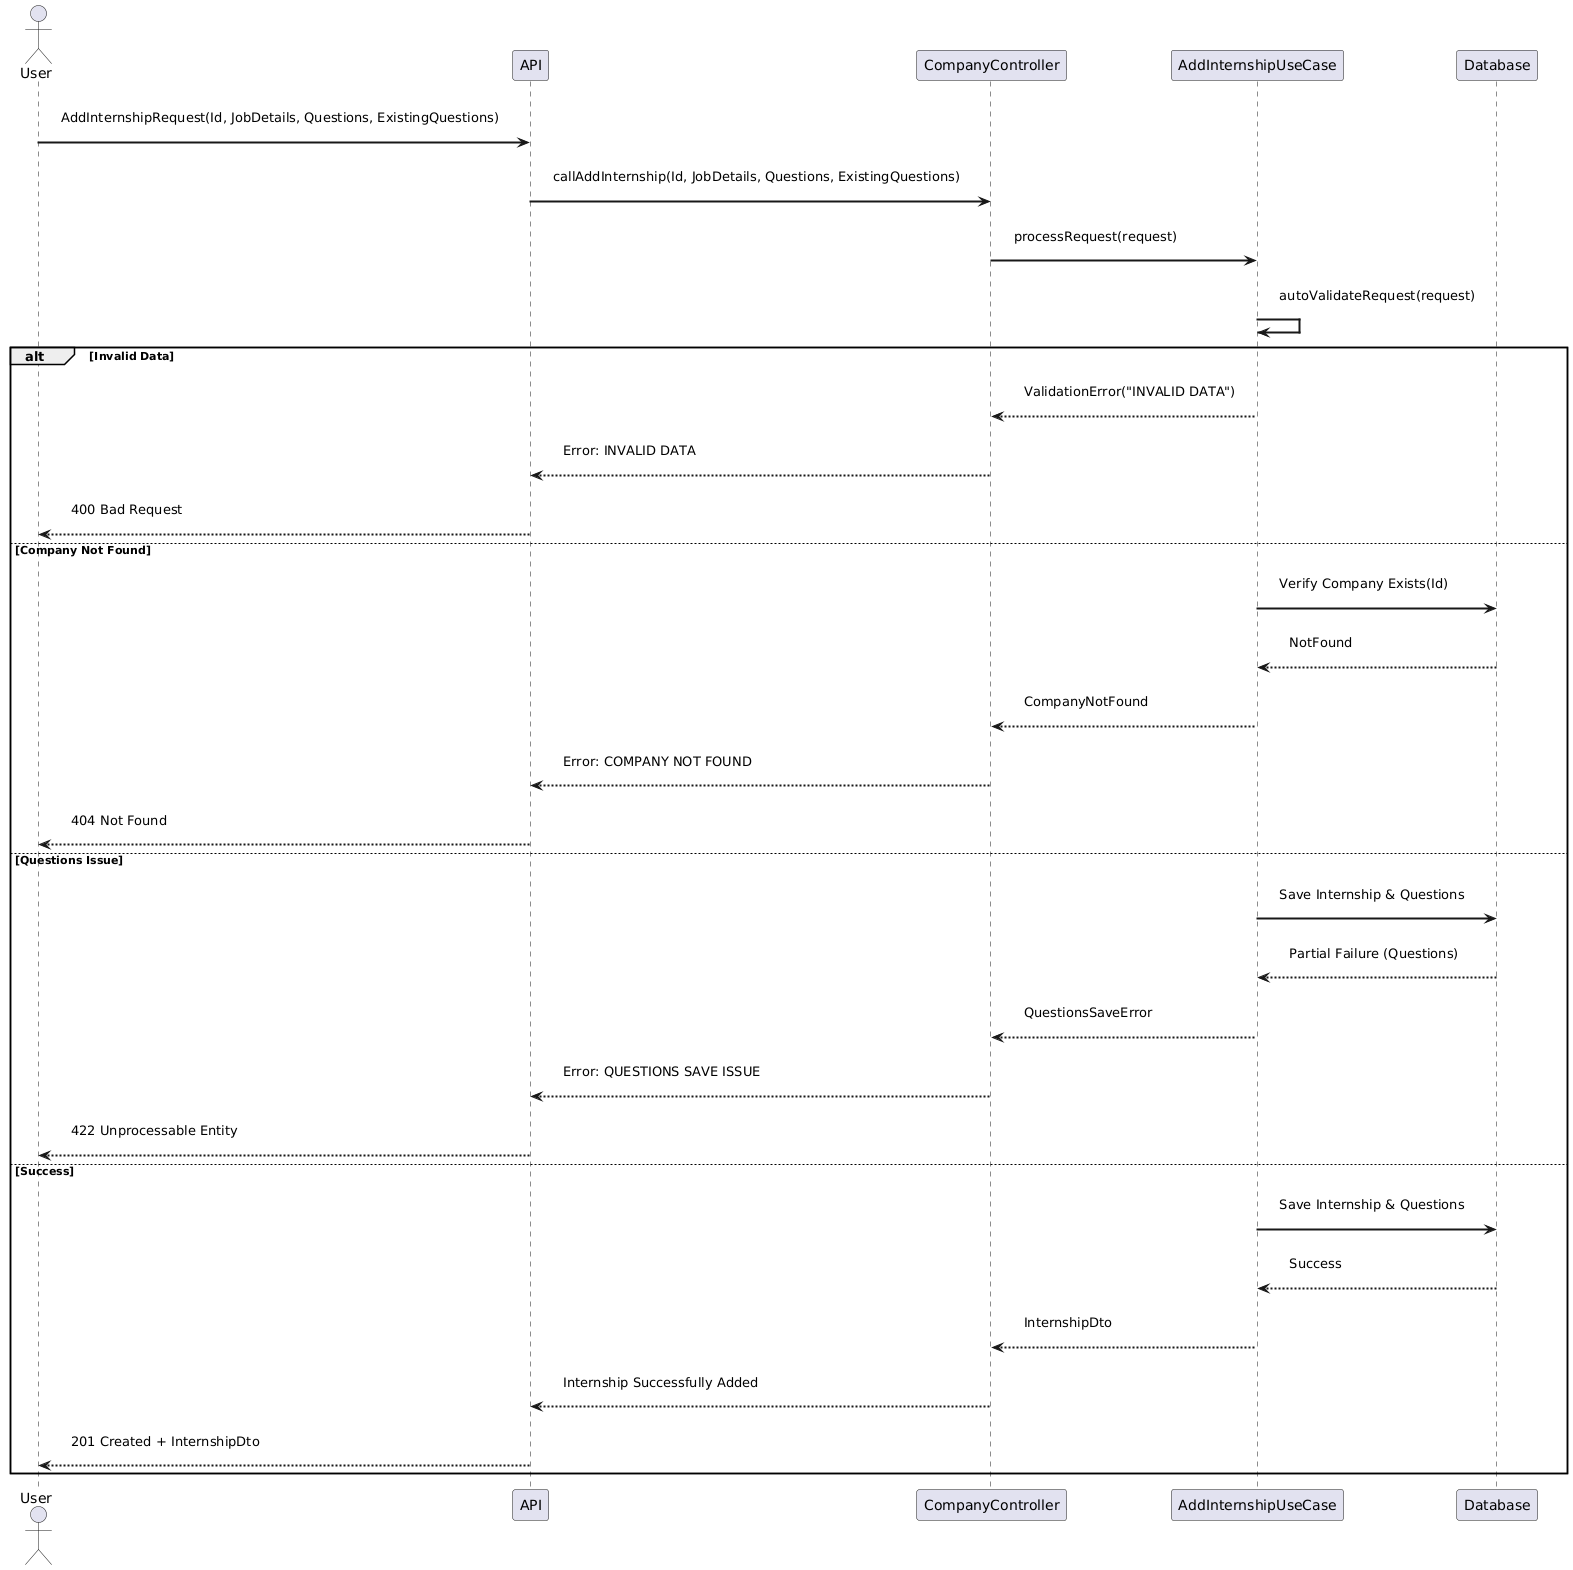 User
API
CompanyController
AddInternshipUseCase
Database
AddInternshipRequest(Id, JobDetails, Questions, ExistingQuestions)
callAddInternship(Id, JobDetails, Questions, ExistingQuestions)
processRequest(request)
autoValidateRequest(request)
alt
[Invalid Data]
ValidationError("INVALID DATA")
Error: INVALID DATA
400 Bad Request
[Company Not Found]
Verify Company Exists(Id)
NotFound
CompanyNotFound
Error: COMPANY NOT FOUND
404 Not Found
[Questions Issue]
Save Internship & Questions
Partial Failure (Questions)
QuestionsSaveError
Error: QUESTIONS SAVE ISSUE
422 Unprocessable Entity
[Success]
Save Internship & Questions
Success
InternshipDto
Internship Successfully Added
201 Created + InternshipDto
User
API
CompanyController
AddInternshipUseCase
Database